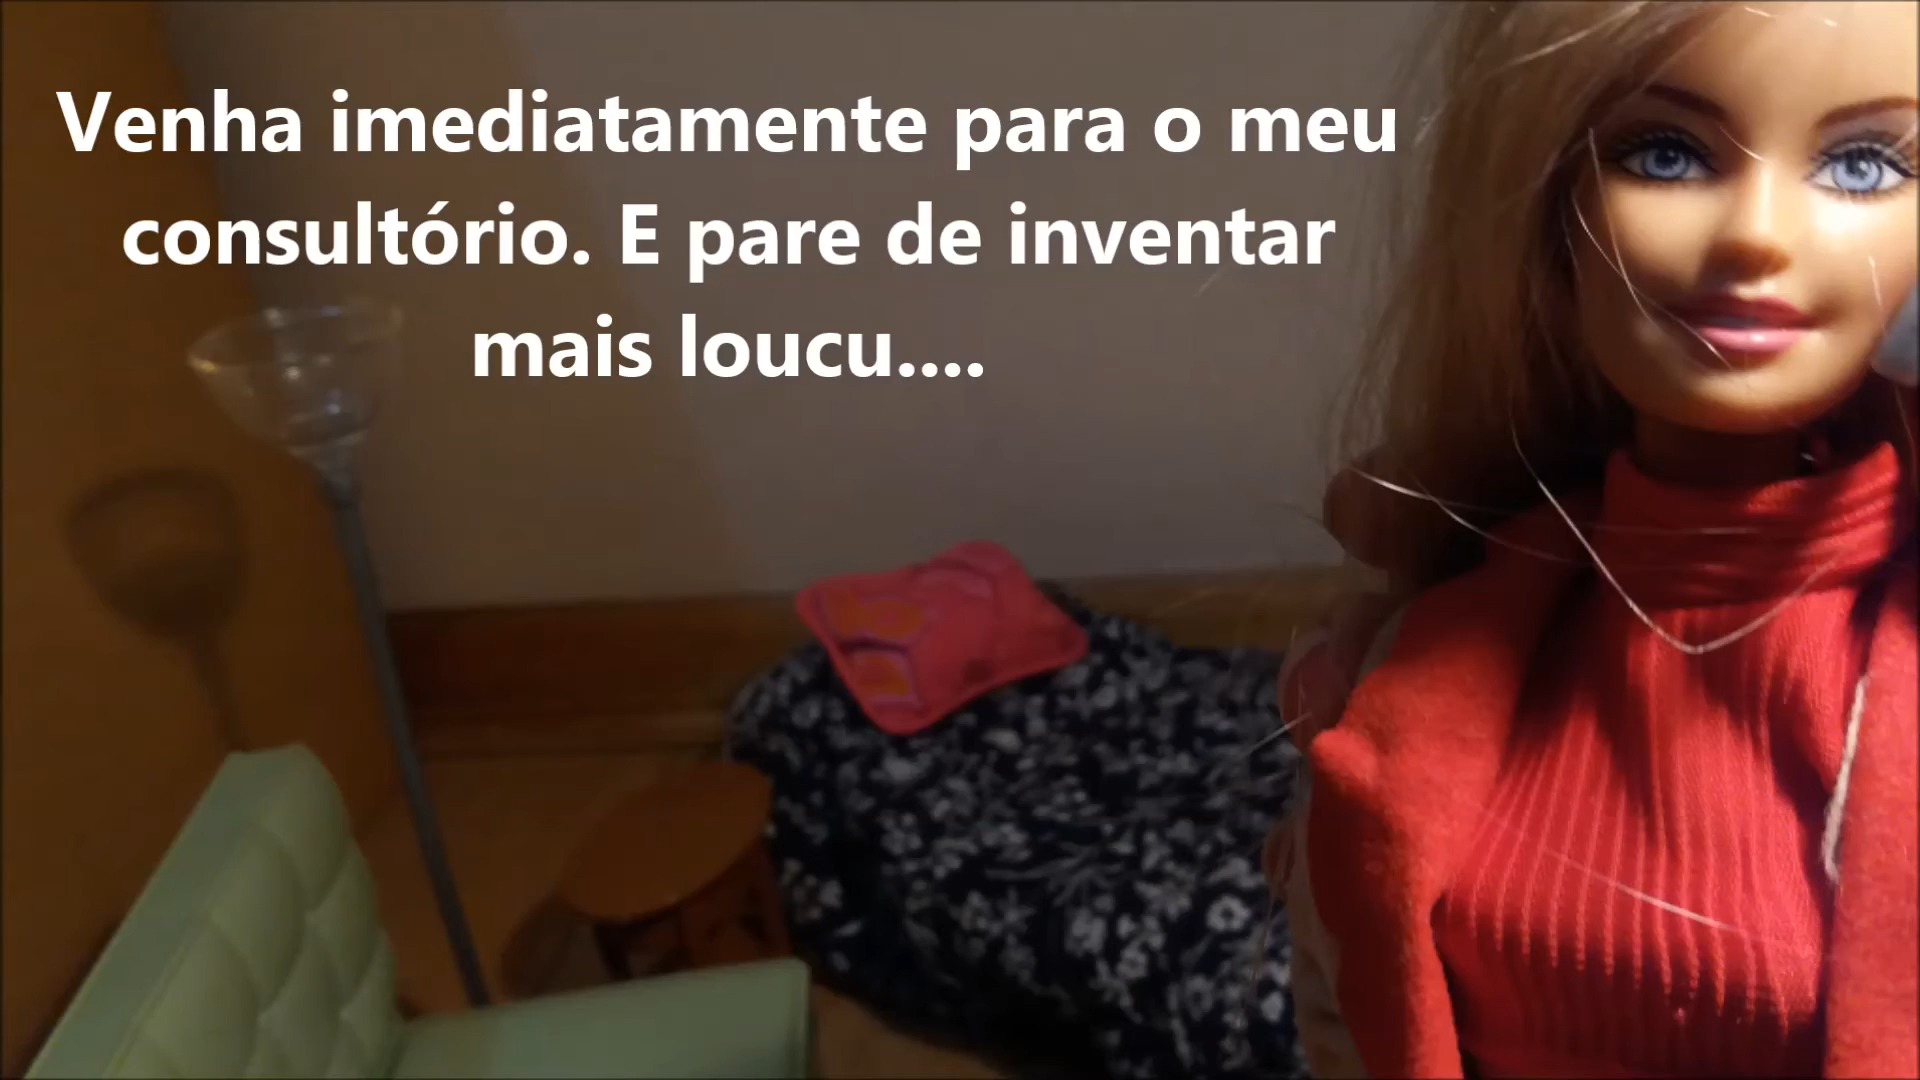 Venha imediatamente para o meu
consultório. E pare de inventar
mais loucu....